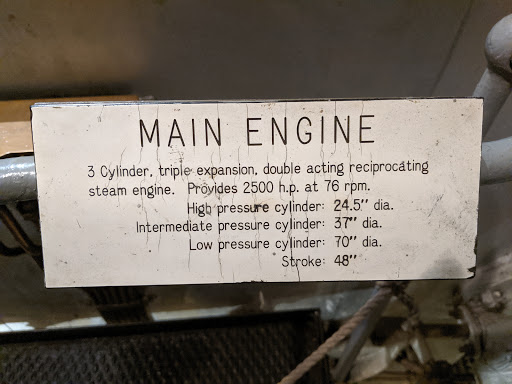 MAIN ENGINE
3 Cylinder, triple expansion, double acting reciprocating
steam engine. Provides 2500 h.p. at 76 rpm.
High pressure cylinder: 24.5" dia.
Intermediate pressure cylinder: 37" dia.
Low pressure cylinder: 70" dia.
Stroke: 48"